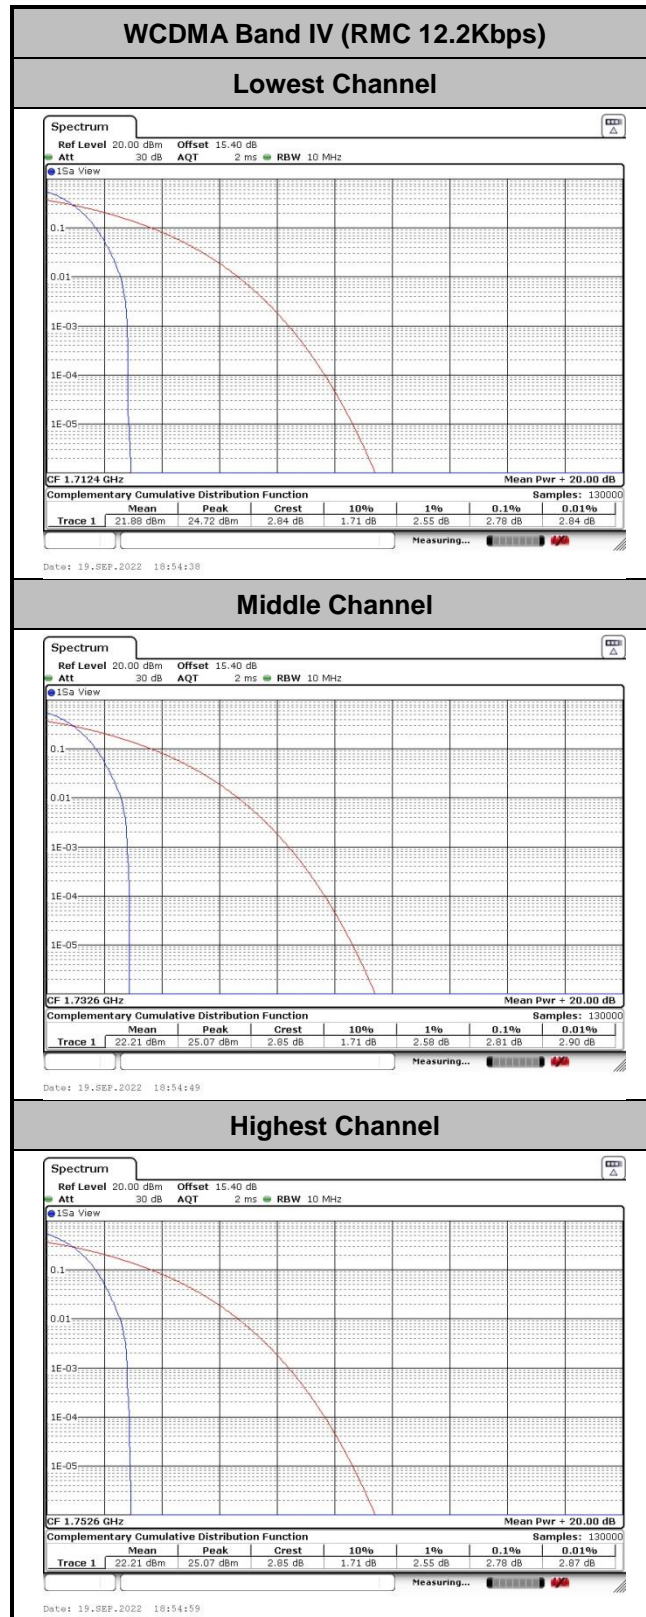 WCDMA Band IV (RMC 12.2Kbps)
Lowest Channel
Spectrum
Ref Level 20.00 dBm Offset 15.40 dB
Att 30 dB AQT 2 ms RBW 10 MHz
1Sa View
0.1
0.01
1E-03
1E-04
1E-05
CF 1.7124 GHz Mean Pwr + 20.00 dB
Complementary Cumulative Distribution Function Samples: 130000
Mean Peak Crest 10% 1% 0.1% 0.01%
Trace 1 21.88 dBm 24.72 dBm 2.84 dB 1.71 dB 2.55 dB 2.78 dB 2.84 dB
Measuring...
Date: 19.SEP.2022 18:54:38
Middle Channel
Spectrum
Ref Level 20.00 dBm Offset 15.40 dB
Att 30 dB AQT 2 ms RBW 10 MHz
1Sa View
0.1
0.01
1E-03
1E-04
1E-05
CF 1.7326 GHz Mean Pwr + 20.00 dB
Complementary Cumulative Distribution Function Samples: 130000
Mean Peak Crest 10% 1% 0.1% 0.01%
Trace 1 22.21 dBm 25.07 dBm 2.85 dB 1.71 dB 2.58 dB 2.81 dB 2.90 dB
Measuring...
Date: 19.SEP.2022 18:54:49
Highest Channel
Spectrum
Ref Level 20.00 dBm Offset 15.40 dB
Att 30 dB AQT 2 ms RBW 10 MHz
1Sa View
0.1
0.01
1E-03
1E-04
1E-05
CF 1.7526 GHz Mean Pwr + 20.00 dB
Complementary Cumulative Distribution Function Samples: 130000
Mean Peak Crest 10% 1% 0.1% 0.01%
Trace 1 22.21 dBm 25.07 dBm 2.85 dB 1.71 dB 2.55 dB 2.78 dB 2.87 dB
Measuring...
Date: 19.SEP.2022 18:54:59